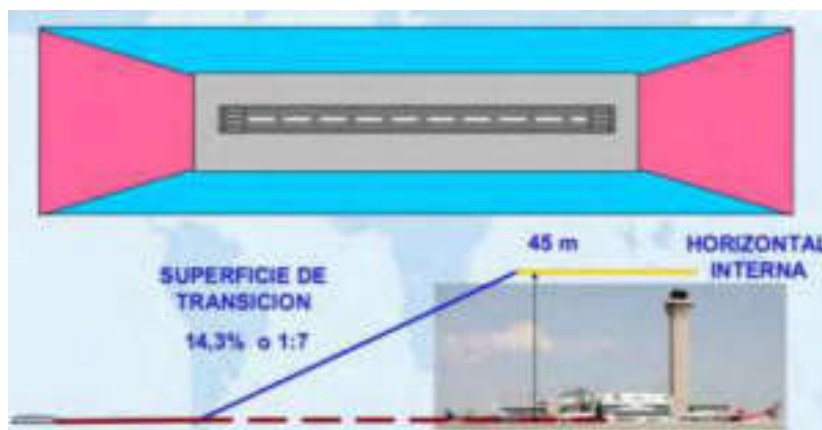 45 m
HORIZONTAL
INTERNA
SUPERFICIE DE
TRANSICION
14,3% o 1:7